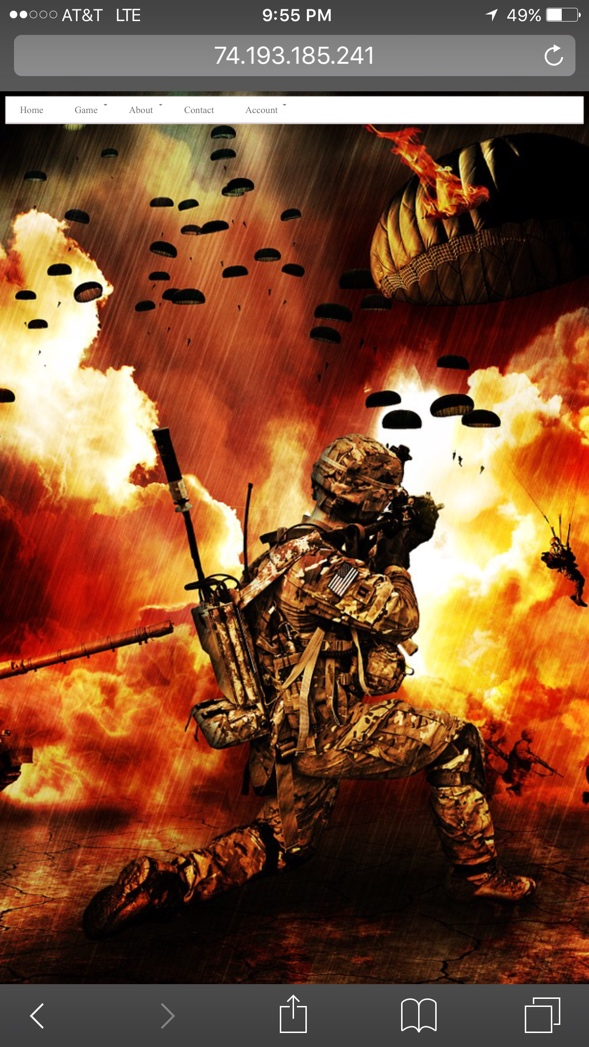 AT&T LTE 9:55 PM 49%
74.193.185.241
Home Game About Contact Account